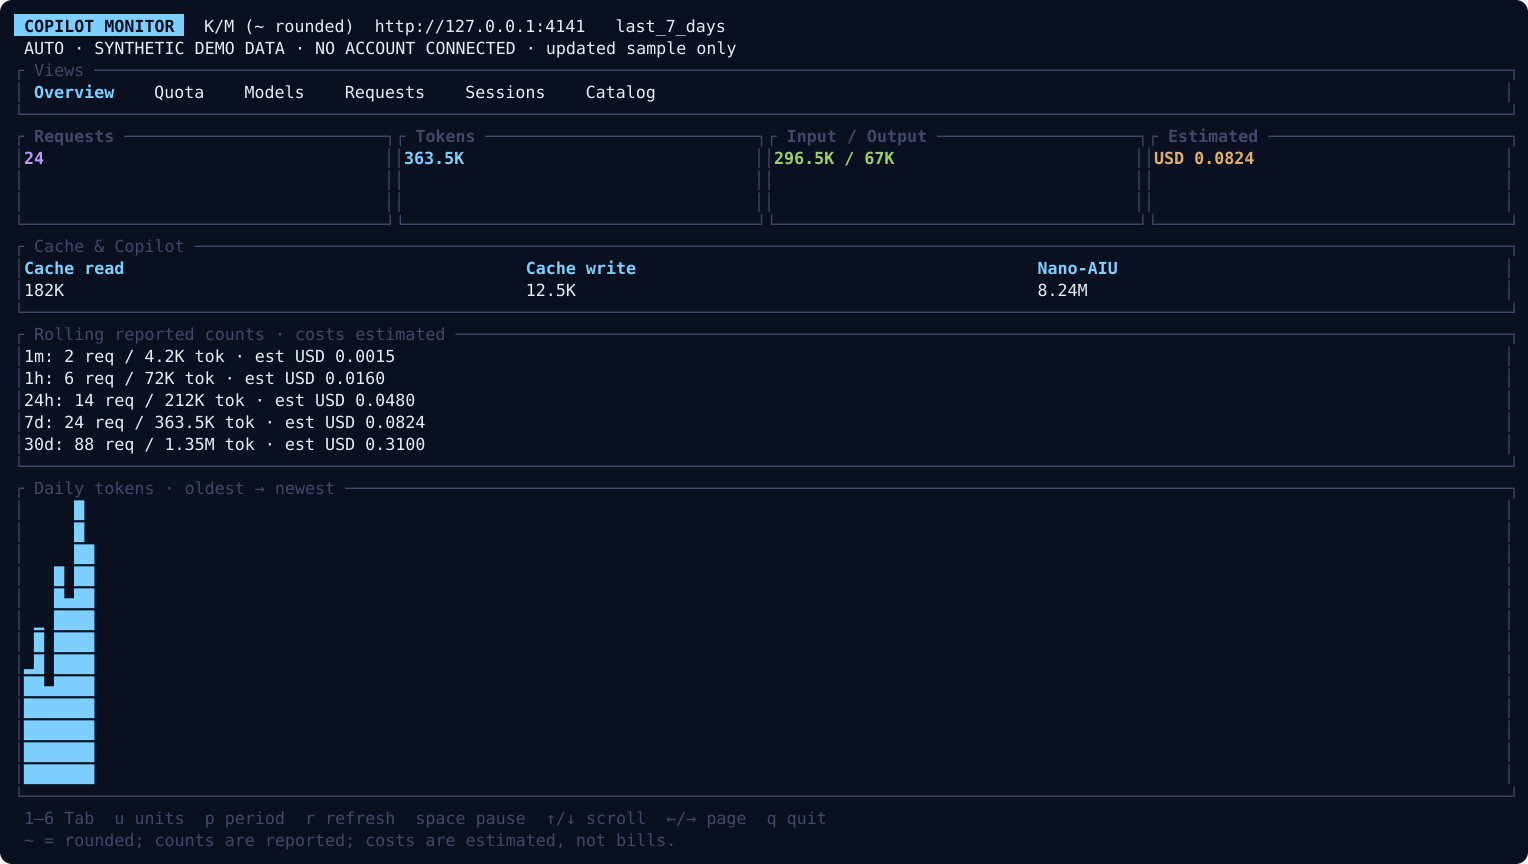 COPILOT MONITOR K/M (~ rounded) http://127.0.0.1:4141 last_7_days
AUTO · SYNTHETIC DEMO DATA · NO ACCOUNT CONNECTED · updated sample only
Views
Overview Quota Models Requests Sessions Catalog
Requests Tokens Input / Output Estimated
24 363.5K 296.5K / 67K USD 0.0824
Cache & Copilot
Cache read Cache write Nano-AIU
182K 12.5K 8.24M
Rolling reported counts · costs estimated
1m: 2 req / 4.2K tok · est USD 0.0015
1h: 6 req / 72K tok · est USD 0.0160
24h: 14 req / 212K tok · est USD 0.0480
7d: 24 req / 363.5K tok · est USD 0.0824
30d: 88 req / 1.35M tok · est USD 0.3100
Daily tokens · oldest → newest
1–6 Tab u units p period r refresh space pause ↑/↓ scroll ←/→ page q quit
~ = rounded; counts are reported; costs are estimated, not bills.